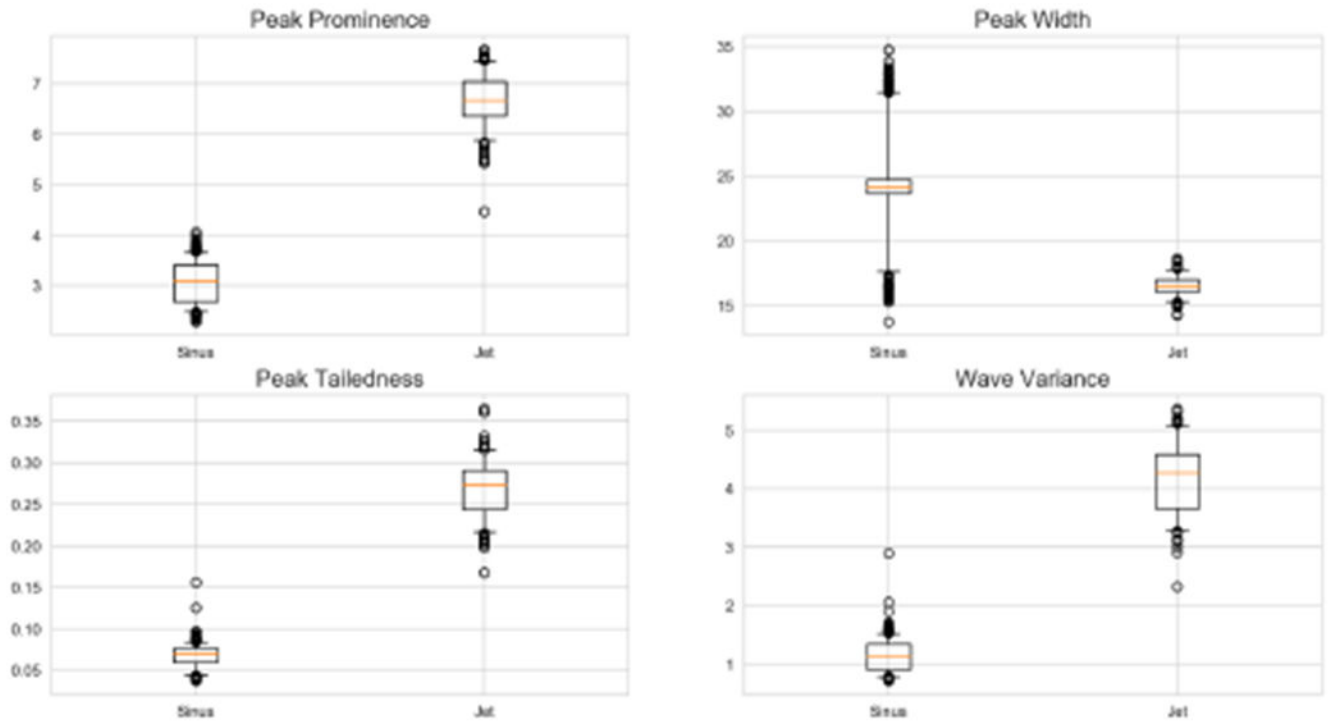 Peak Prominence
7
6
5
4
3
Sinus Jet
Peak Width
35
30
25
20
15
Sinus Jet
Peak Tailedness
0.35
0.30
0.25
0.20
0.15
0.10
0.05
Sinus Jet
Wave Variance
5
4
3
2
1
Sinus Jet